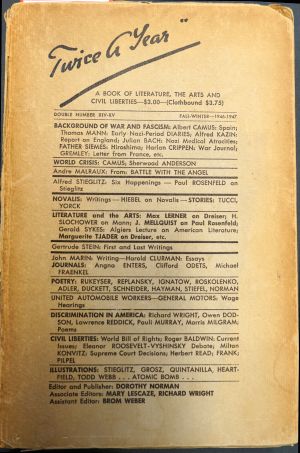 Twice A Year"
A BOOK OF LITERATURE, THE ARTS AND
CIVIL LIBERTIES—$3.00—(Clothbound $3.75)
DOUBLE NUMBER XIV-XV FALL-WINTER—1946-1947
BACKGROUND OF WAR AND FASCISM: Albert CAMUS: Spain;
Thomas MANN: Early Nazi-Period DIARIES; Alfred KAZIN:
Report on England; Julian BACH: Nazi Medical Atrocities;
FATHER SIEMES: Hiroshima; Harlan CRIPPEN: War Journal;
GREMLEY: Letter from France, etc.
WORLD CRISIS: CAMUS; Sherwood ANDERSON
Andre MALRAUX: From: BATTLE WITH THE ANGEL
Alfred STIEGLITZ: Six Happenings — Paul ROSENFELD on
Stieglitz
NOVALIS: Writings—HIEBEL on Novalis—STORIES: TUCCI,
YORCK
LITERATURE and the ARTS: Max LERNER on Dreiser, H.
SLOCHOWER on Mann; J. MELLQUIST on Paul Rosenfeld;
Gerald SYKES: Algiers Lecture on American Literature;
Marguerite TJADER on Dreiser, etc.
Gertrude STEIN: First and Last Writings
John MARIN: Writing—Harold CLURMAN: Essays
JOURNALS: Angna ENTERS, Clifford ODETS, Michael
FRAENKEL
POETRY: RUKEYSER, REPLANSKY, IGNATOW, ROSKOLENKO,
ADLER, DUCKETT, SCHNEIDER, HAYMAN, STIEFEL, NORMAN
UNITED AUTOMOBILE WORKERS—GENERAL MOTORS: Wage
Hearings
DISCRIMINATION IN AMERICA: Richard WRIGHT, Owen DOD-
SON, Lawrence REDDICK, Pauli MURRAY, Morris MILGRAM:
Poems
CIVIL LIBERTIES: World Bill of Rights; Roger BALDWIN: Current
Issues; Eleanor ROOSEVELT-VYSHINSKY Debate; Milton
KONVITZ; Supreme Court Decisions; Herbert READ; FRANK;
PILPEL
ILLUSTRATIONS: STIEGLITZ, GROSZ, QUINTANILLA, HEART-
FIELD, TODD WEBB . . . ATOMIC BOMB . . .
Editor and Publisher: DOROTHY NORMAN
Associate Editors: MARY LESCAZE, RICHARD WRIGHT
Assistant Editor: BROM WEBER